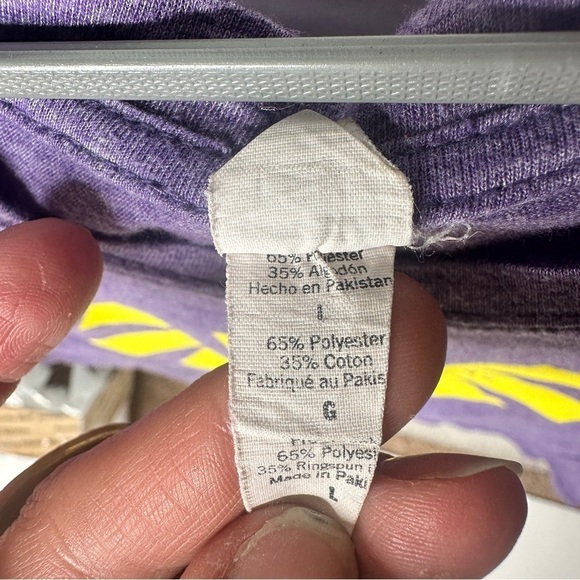 65% Polyester
35% Algodón
Hecho en Pakistan
65% Polyester
35% Coton
Fabriqué au Pakis
G
65% Polyes
35% Ringspun
Made in Paki
L